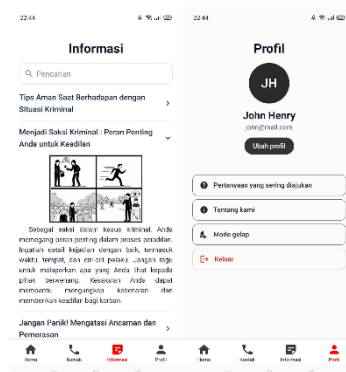 22:44
Informasi
Pencarian
Tips Aman Saat Berhadapan dengan
Situasi Kriminal
Menjadi Saksi Kriminal : Peran Penting
Anda untuk Keadilan
Sebagai saksi dalam kasus kriminal, Anda
memegang peran penting dalam proses peradilan.
Ingatlah detail kejadian dengan baik, termasuk
waktu, tempat, dan ciri-ciri pelaku. Jangan ragu
untuk melaporkan apa yang Anda lihat kepada
pihak berwenang. Kesaksian Anda dapat
membantu mengungkap kebenaran dan
memberikan keadilan bagi korban.
Jangan Panik! Mengatasi Ancaman dan
Pemerasan
Home
Kontak
Informasi
Profil
22:44
Profil
JH
John Henry
john@mail.com
Ubah profil
Pertanyaan yang sering diajukan
Tentang kami
Mode gelap
Keluar
Home
Kontak
Informasi
Profil